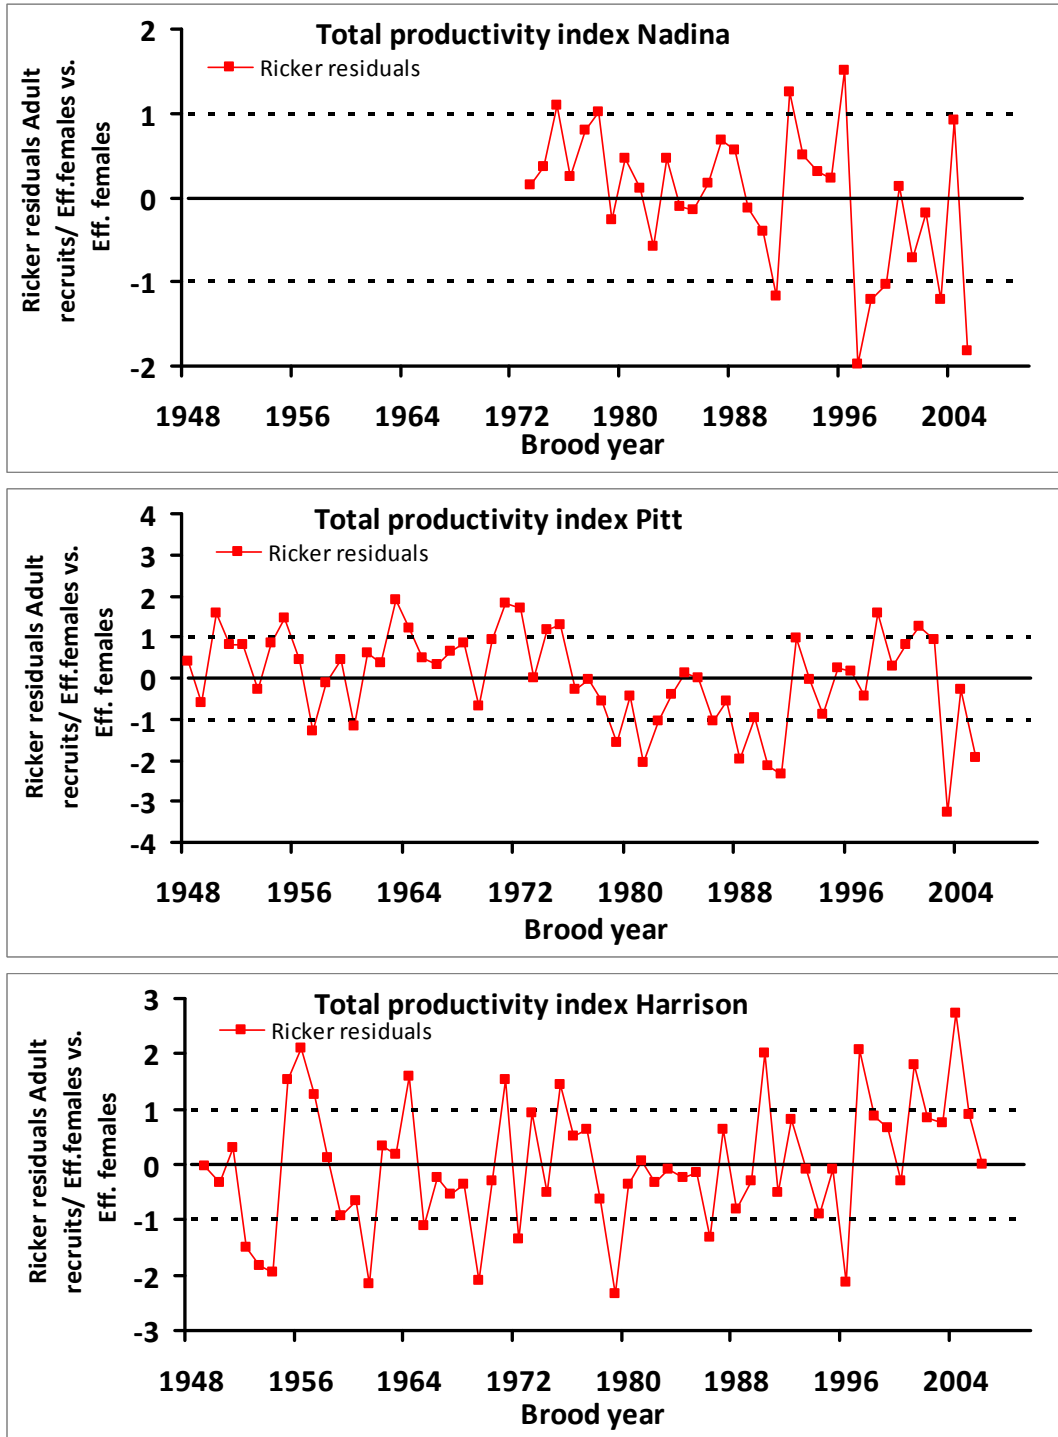 Total productivity index Nadina
Ricker residuals
Ricker residuals Adult
recruits/ Eff.females vs.
Eff. females
2
1
0
-1
-2
1948 1956 1964 1972 1980 1988 1996 2004
Brood year
Total productivity index Pitt
Ricker residuals
Ricker residuals Adult
recruits/ Eff.females vs.
Eff. females
4
3
2
1
0
-1
-2
-3
-4
1948 1956 1964 1972 1980 1988 1996 2004
Brood year
Total productivity index Harrison
Ricker residuals
Ricker residuals Adult
recruits/ Eff.females vs.
Eff. females
3
2
1
0
-1
-2
-3
1948 1956 1964 1972 1980 1988 1996 2004
Brood year